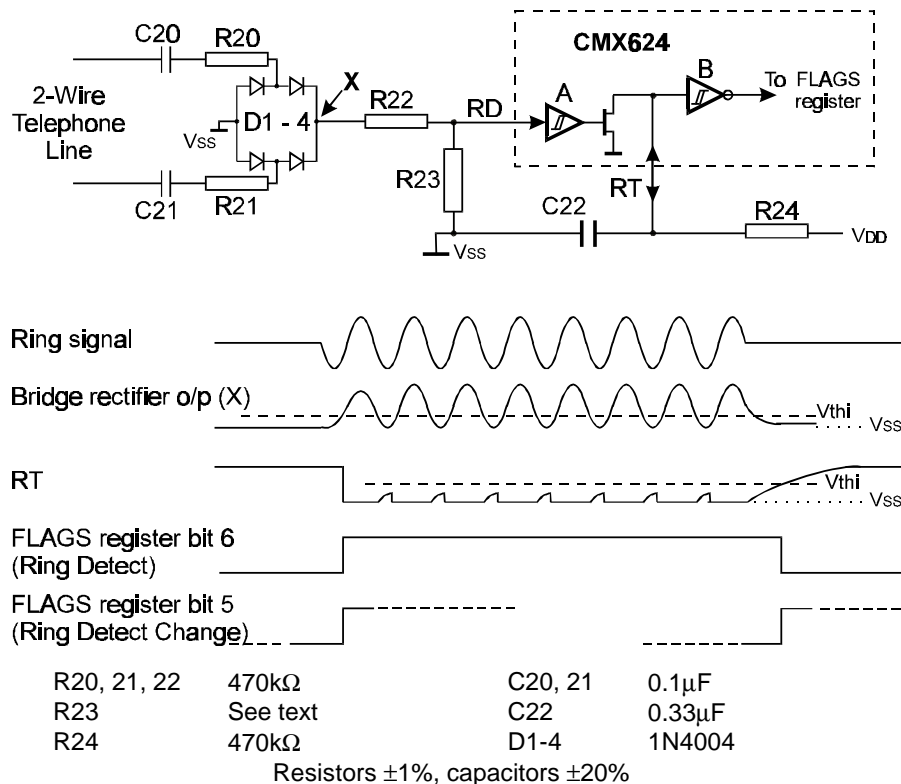 C20
R20
CMX624
2-Wire
Telephone
Line
X
R22
RD
A
B
To FLAGS
register
VSS
D1 - 4
R23
RT
C21
R21
C22
R24
VSS
VDD
Ring signal
Bridge rectifier o/p (X)
Vthi
VSS
RT
Vthi
VSS
FLAGS register bit 6
(Ring Detect)
FLAGS register bit 5
(Ring Detect Change)
R20, 21, 22 470kΩ C20, 21 0.1μF
R23 See text C22 0.33μF
R24 470kΩ D1-4 1N4004
Resistors ±1%, capacitors ±20%